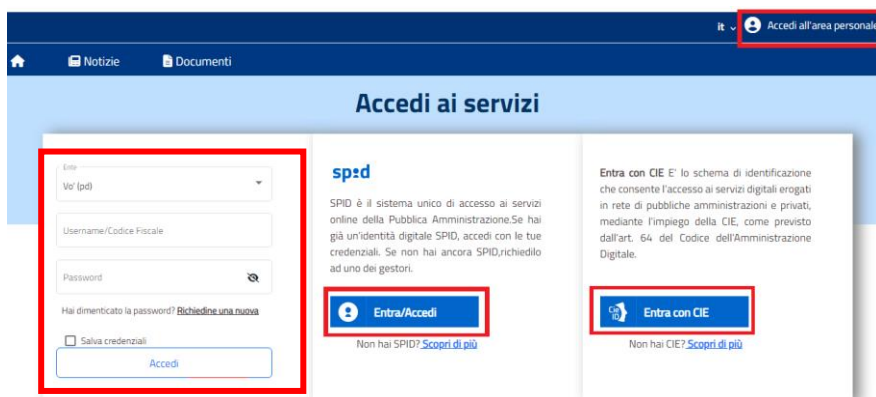 it Accedi all'area personale
Notizie Documenti
Accedi ai servizi
Ente
Vo' (pd)
Username/Codice Fiscale
Password
Hai dimenticato la password? Richiedine una nuova
Salva credenziali
Accedi
sp:d
SPID è il sistema unico di accesso ai servizi
online della Pubblica Amministrazione.Se hai
già un'identità digitale SPID, accedi con le tue
credenziali. Se non hai ancora SPID,richiedilo
ad uno dei gestori.
Entra/Accedi
Non hai SPID? Scopri di più
Entra con CIE E' lo schema di identificazione
che consente l'accesso ai servizi digitali erogati
in rete di pubbliche amministrazioni e privati,
mediante l'impiego della CIE, come previsto
dall'art. 64 del Codice dell'Amministrazione
Digitale.
Cie iD Entra con CIE
Non hai CIE? Scopri di più